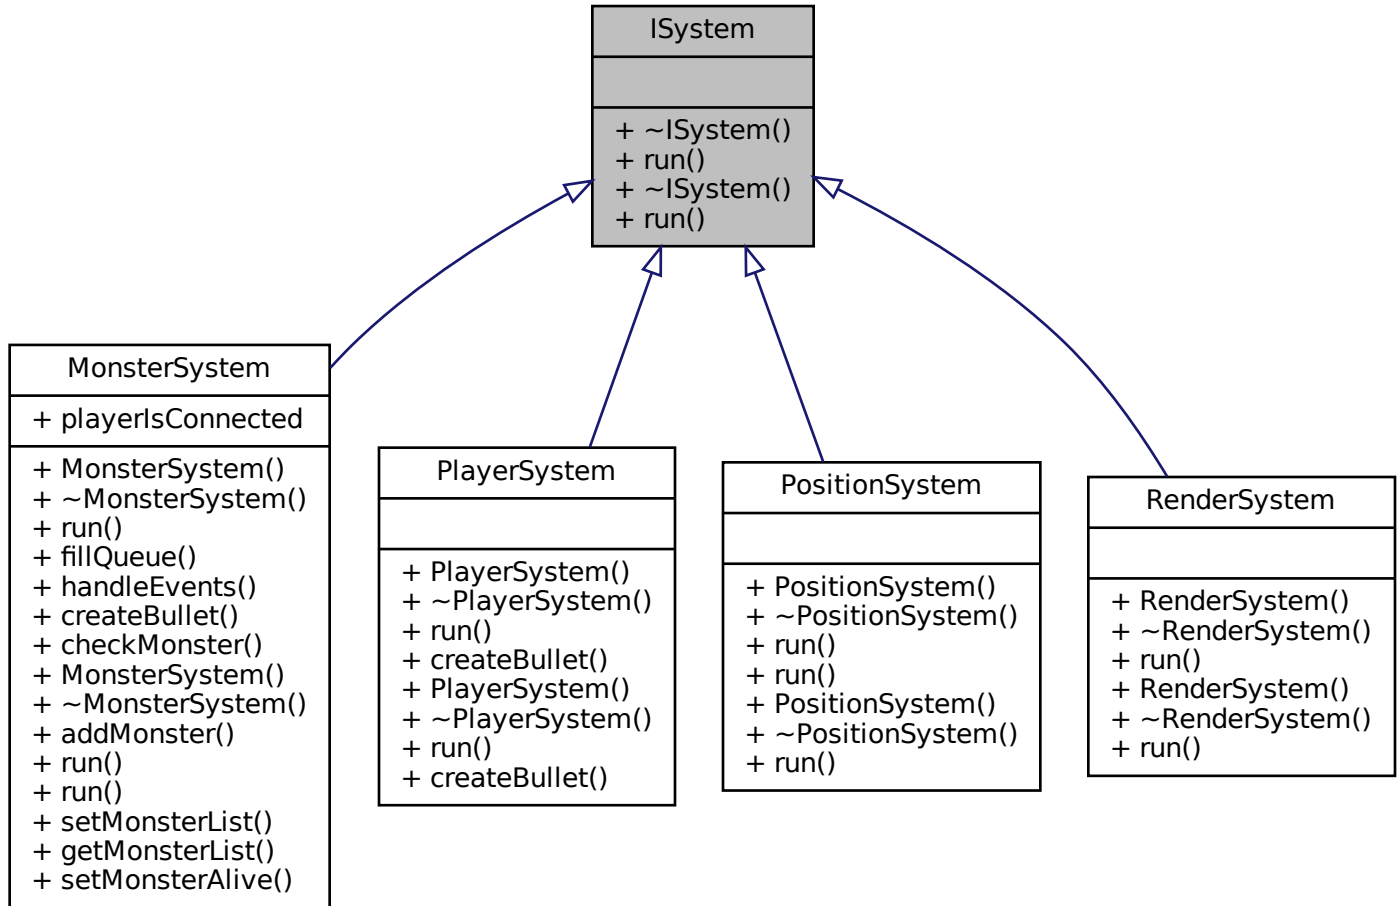 ISystem
+ ~ISystem()
+ run()
+ ~ISystem()
+ run()
MonsterSystem
+ playerIsConnected
+ MonsterSystem()
+ ~MonsterSystem()
+ run()
+ fillQueue()
+ handleEvents()
+ createBullet()
+ checkMonster()
+ MonsterSystem()
+ ~MonsterSystem()
+ addMonster()
+ run()
+ run()
+ setMonsterList()
+ getMonsterList()
+ setMonsterAlive()
PlayerSystem
+ PlayerSystem()
+ ~PlayerSystem()
+ run()
+ createBullet()
+ PlayerSystem()
+ ~PlayerSystem()
+ run()
+ createBullet()
PositionSystem
+ PositionSystem()
+ ~PositionSystem()
+ run()
+ run()
+ PositionSystem()
+ ~PositionSystem()
+ run()
RenderSystem
+ RenderSystem()
+ ~RenderSystem()
+ run()
+ RenderSystem()
+ ~RenderSystem()
+ run()